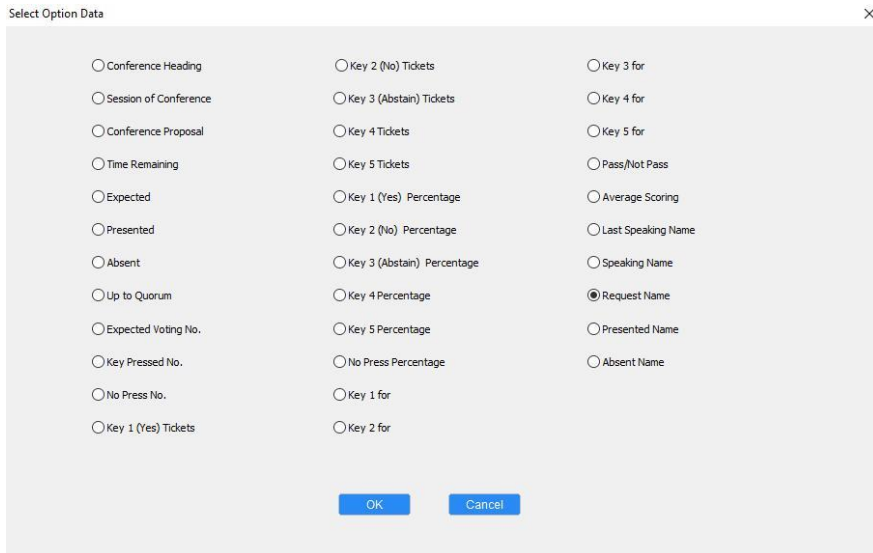 Select Option Data
Conference Heading
Session of Conference
Conference Proposal
Time Remaining
Expected
Presented
Absent
Up to Quorum
Expected Voting No.
Key Pressed No.
No Press No.
Key 1 (Yes) Tickets
Key 2 (No) Tickets
Key 3 (Abstain) Tickets
Key 4 Tickets
Key 5 Tickets
Key 1 (Yes) Percentage
Key 2 (No) Percentage
Key 3 (Abstain) Percentage
Key 4 Percentage
Key 5 Percentage
No Press Percentage
Key 1 for
Key 2 for
Key 3 for
Key 4 for
Key 5 for
Pass/Not Pass
Average Scoring
Last Speaking Name
Speaking Name
Request Name
Presented Name
Absent Name
OK
Cancel